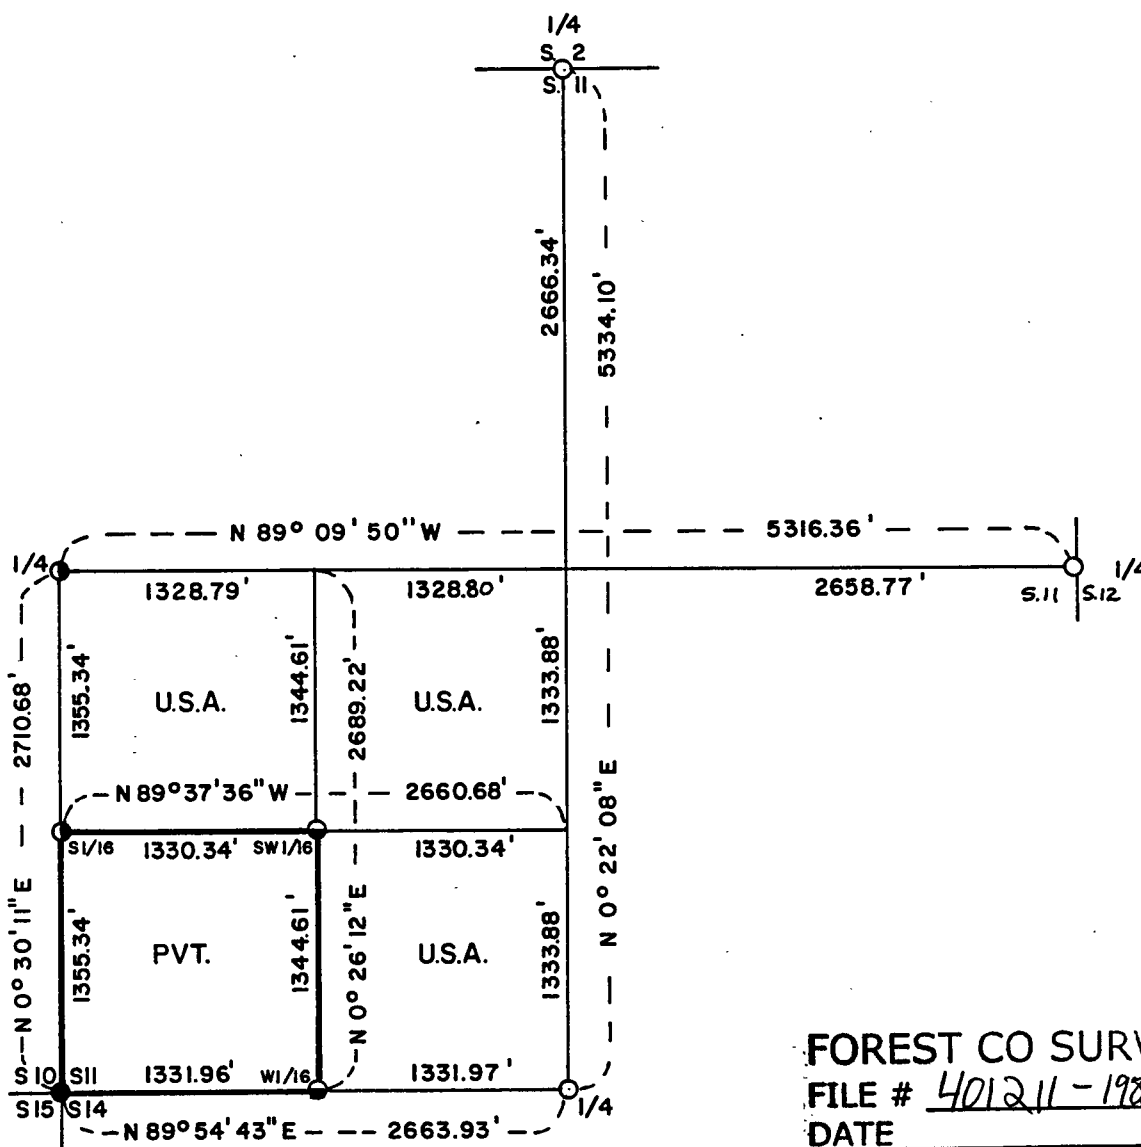 1/4
S. 2
S. 11
2666.34'
5334.10'
N 89° 09' 50" W 5316.36'
1/4
1328.79' 1328.80' 2658.77'
S.11 S.12 1/4
2710.68'
1355.34'
U.S.A.
1344.61'
2689.22'
U.S.A.
1333.88'
N 89° 37' 36" W 2660.68'
S1/16 1330.34' SW1/16 1330.34'
N 0° 30' 11" E
1355.34'
PVT.
1344.61'
N 0° 26' 12" E
U.S.A.
1333.88'
N 0° 22' 08" E
S10 S11 1331.96' W1/16 1331.97'
S15 S14 1/4
N 89° 54' 43" E 2663.93'
FOREST CO SURV
FILE # 401211-198
DATE